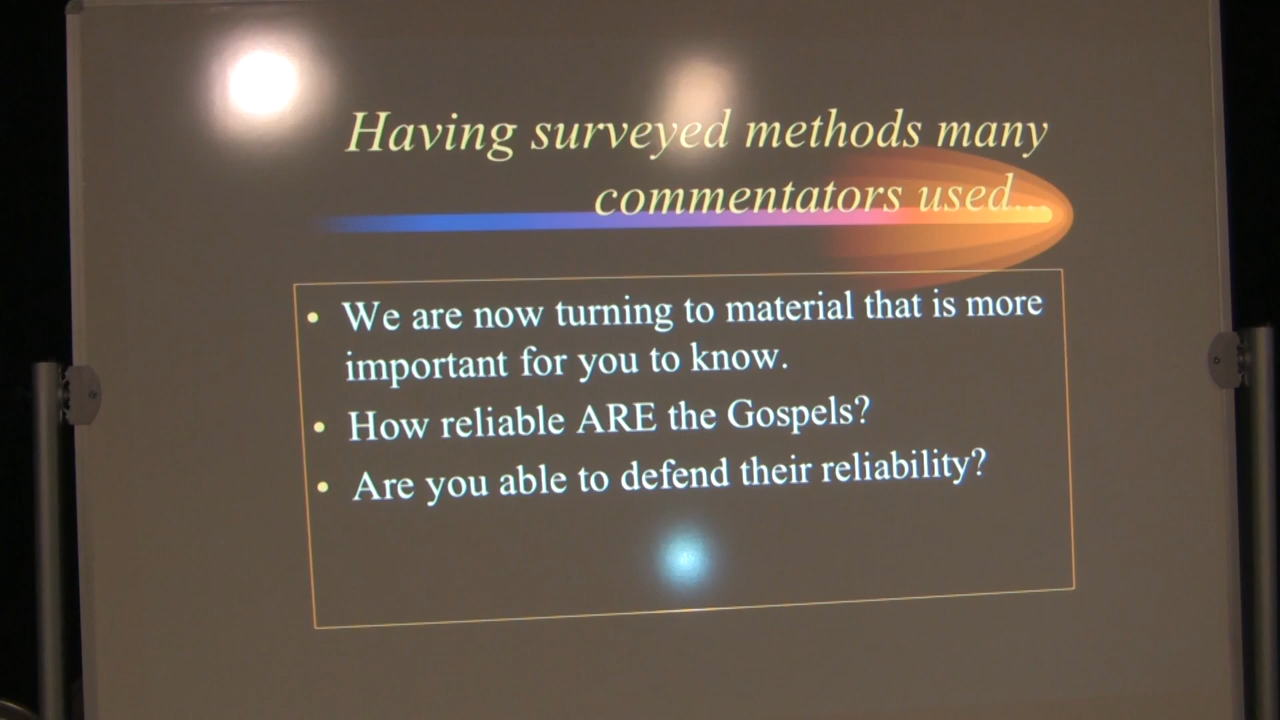 Having surveyed methods many
commentators used...
• We are now turning to material that is more
important for you to know.
• How reliable ARE the Gospels?
• Are you able to defend their reliability?